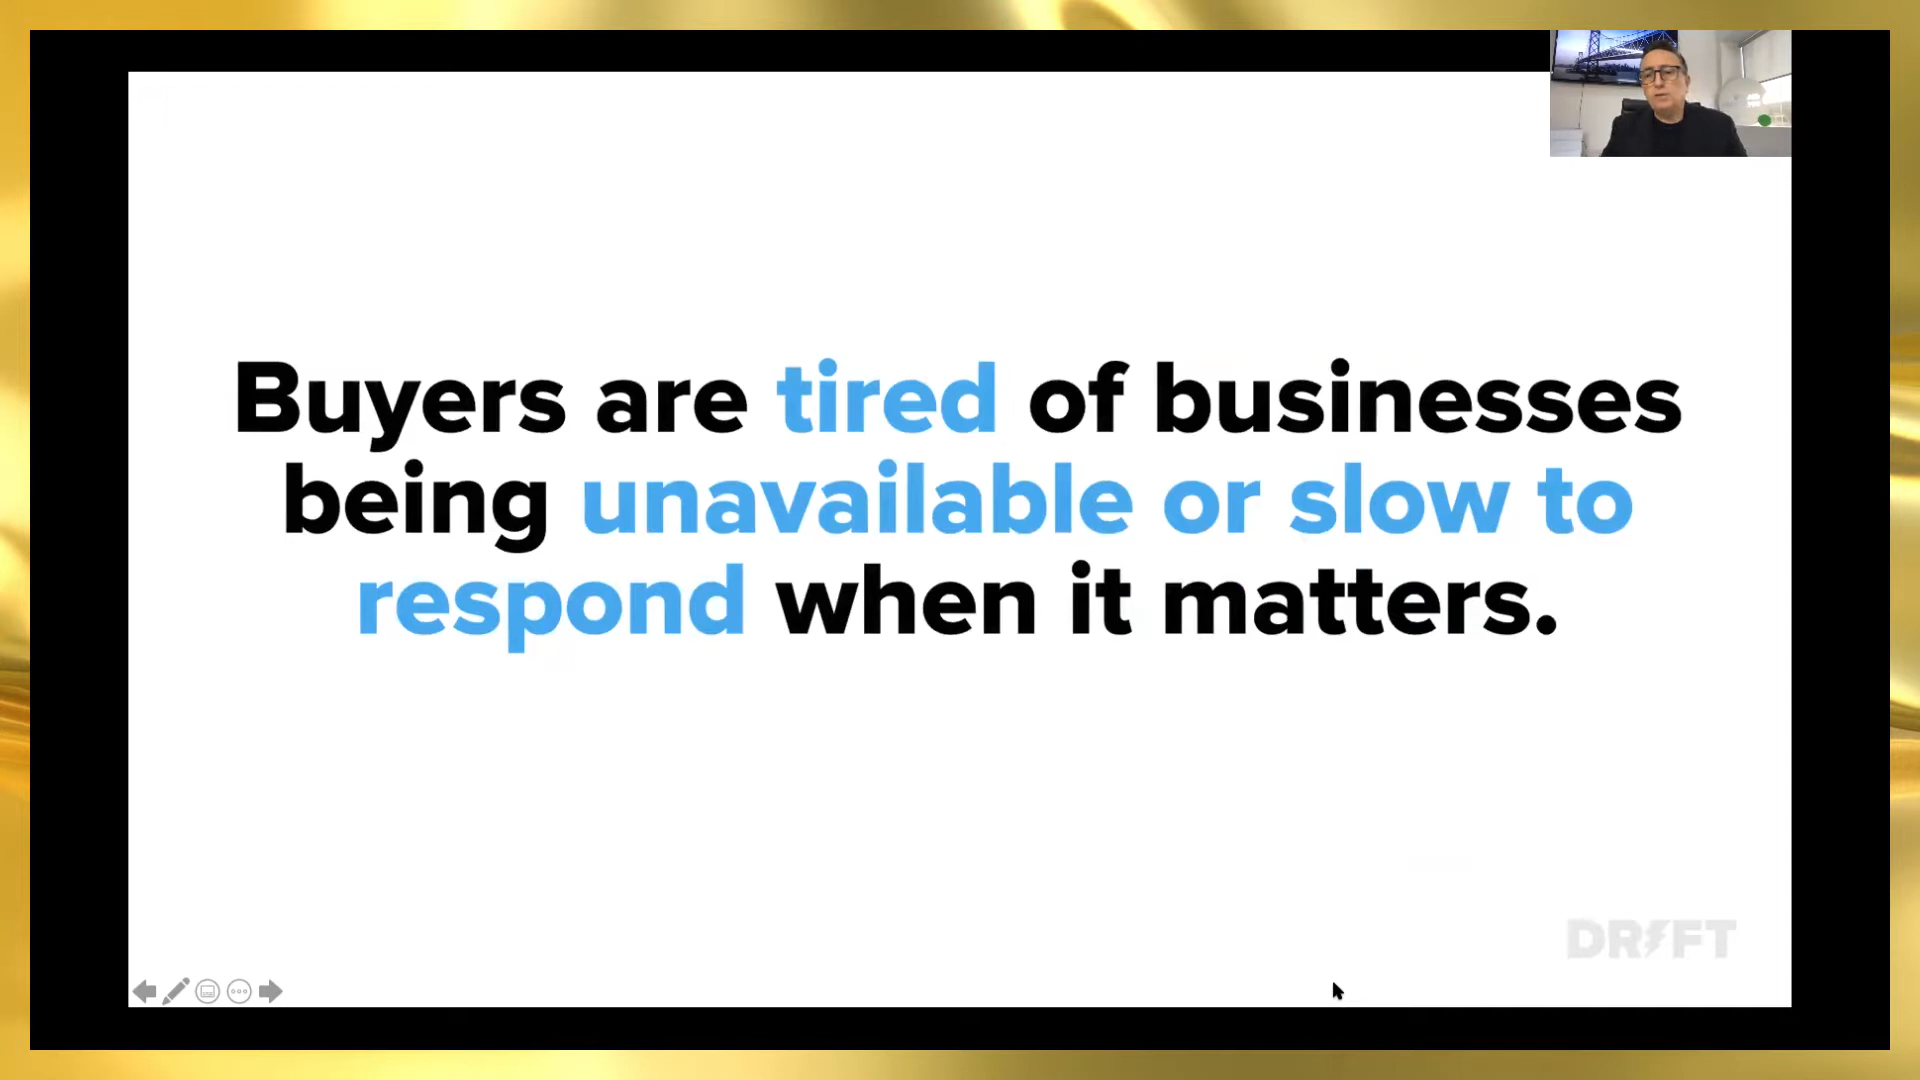 Buyers are tired of businesses
being unavailable or slow to
respond when it matters.
DRIFT